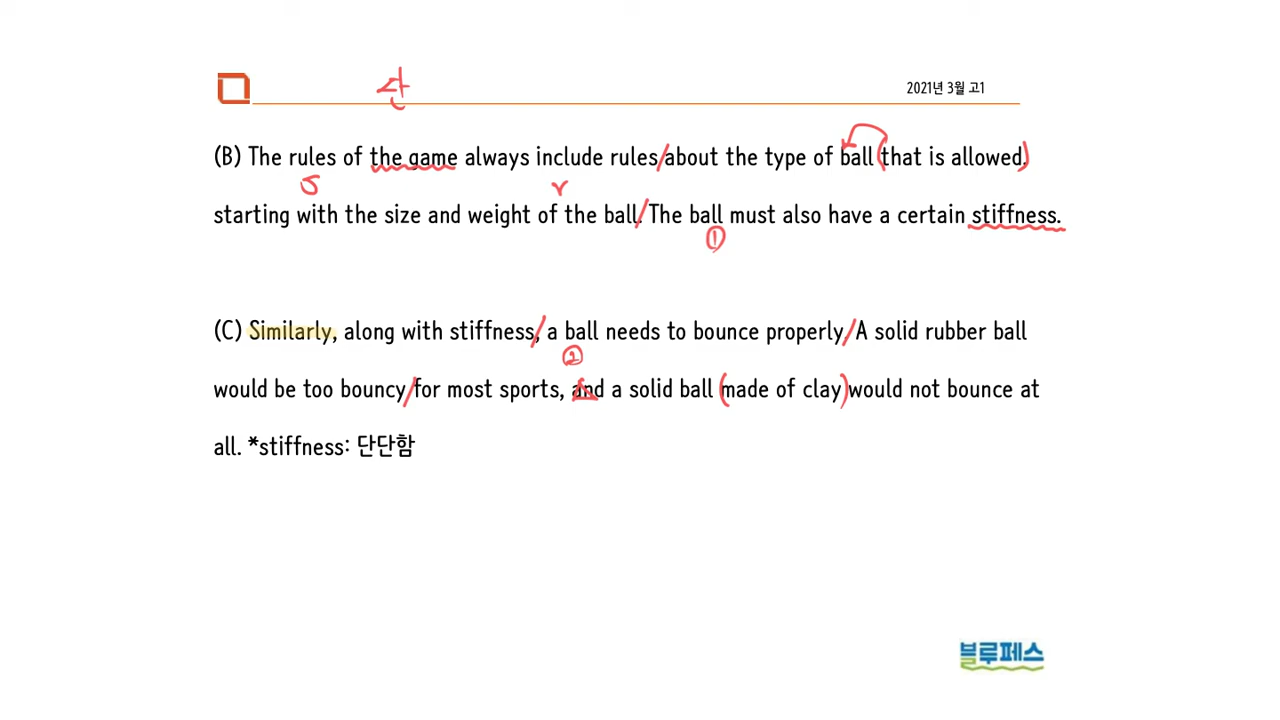 산
2021년 3월 고1
(B) The rules of the game always include rules about the type of ball that is allowed,
S V
starting with the size and weight of the ball. The ball must also have a certain stiffness.
①
(C) Similarly, along with stiffness, a ball needs to bounce properly. A solid rubber ball
②
would be too bouncy for most sports, and a solid ball made of clay would not bounce at
all. *stiffness: 단단함
블루페스